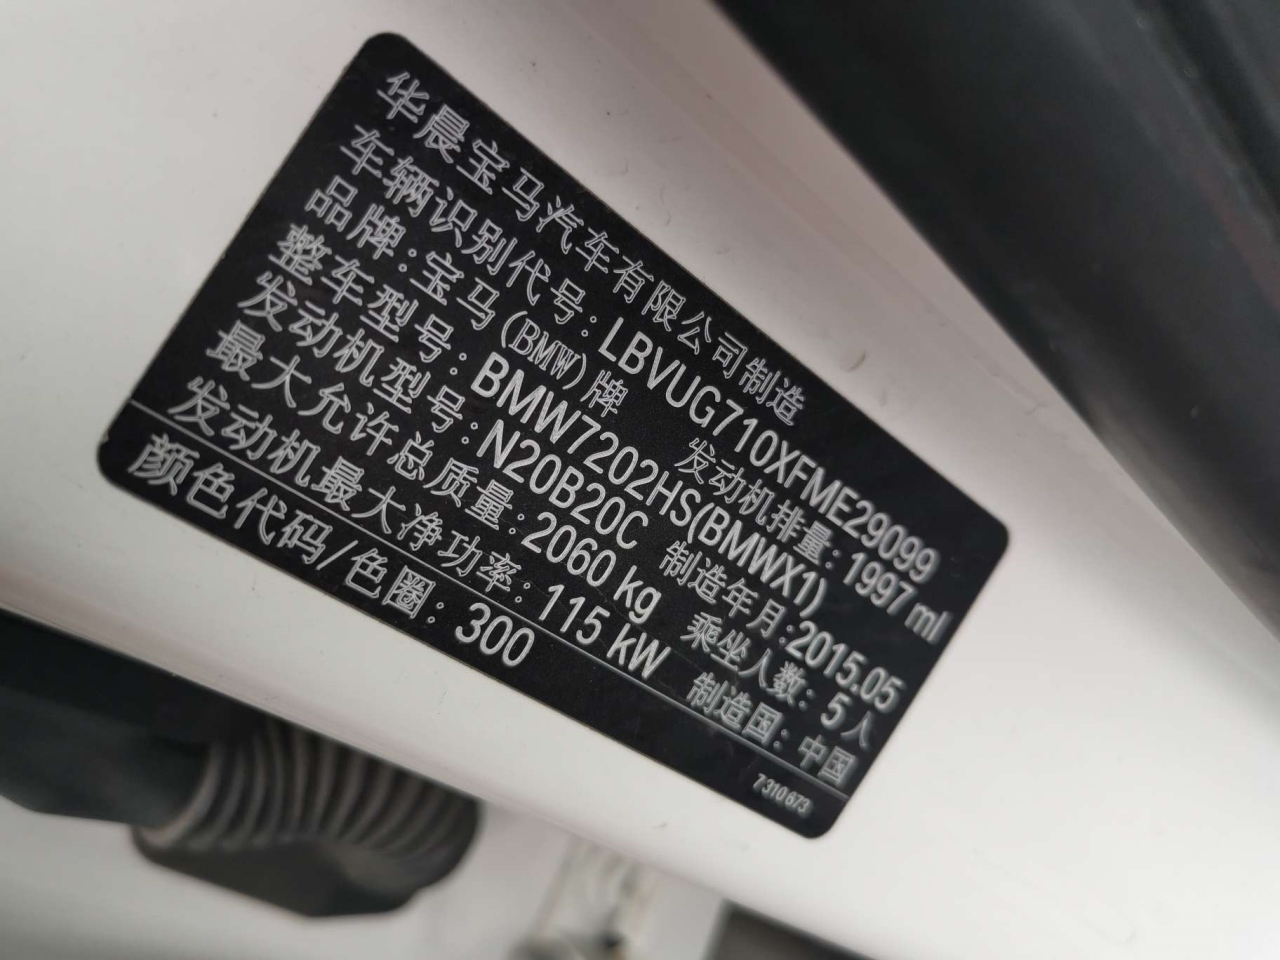 华晨宝马汽车有限公司制造
车辆识别代号: LBVUG710XFME29099
品牌: 宝马(BMW)牌 发动机排量: 1997 ml
整车型号: BMW7202HS(BMWX1)
发动机型号: N20B20C 制造年月: 2015.05
最大允许总质量: 2060 kg 乘坐人数: 5人
发动机最大净功率: 115 kW 制造国: 中国
颜色代码/色圈: 300
7310673